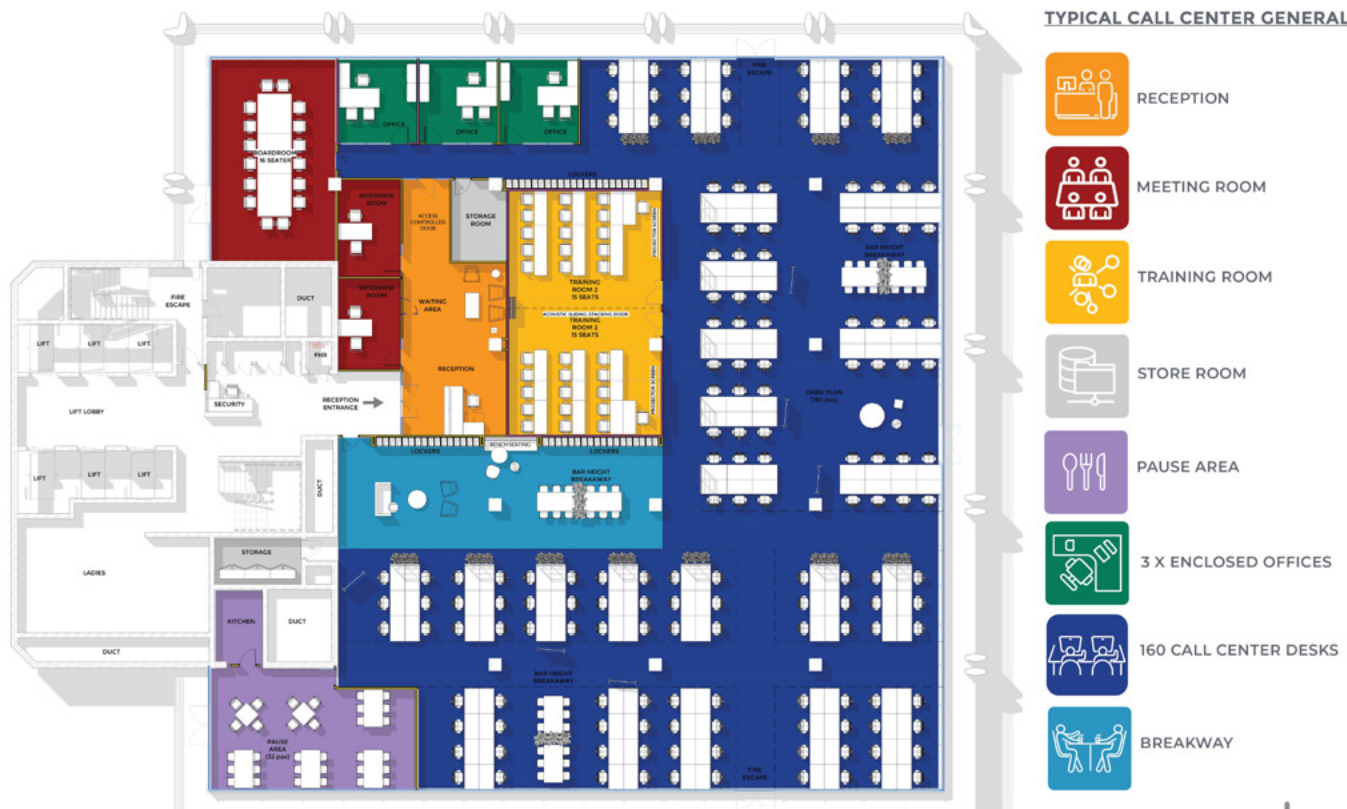 TYPICAL CALL CENTER GENERAL
RECEPTION
MEETING ROOM
TRAINING ROOM
STORE ROOM
PAUSE AREA
3 X ENCLOSED OFFICES
160 CALL CENTER DESKS
BREAKWAY
FIRE
ESCAPE
OFFICE
OFFICE
OFFICE
BOARDROOM
16 SEATER
LOCKERS
INTERVIEW
ROOM
ACCESS
CONTROLLED
DOOR
STORAGE
ROOM
PROJECTOR SCREEN
BAR HEIGHT
BREAKAWAY
TRAINING
ROOM 2
15 SEATS
ACOUSTIC SLIDING STACKING DOOR
TRAINING
ROOM 2
15 SEATS
INTERVIEW
ROOM
WAITING
AREA
FIRE
ESCAPE
DUCT
LIFT
LIFT
LIFT
FHR
RECEPTION
PROJECTOR SCREEN
OPEN PLAN
(160 pax)
SECURITY
RECEPTION
ENTRANCE
LIFT LOBBY
LOCKERS
BENCH SEATING
LOCKERS
LIFT
LIFT
LIFT
DUCT
BAR HEIGHT
BREAKAWAY
STORAGE
LADIES
KITCHEN
DUCT
DUCT
BAR HEIGHT
BREAKAWAY
PAUSE
AREA
(32 pax)
FIRE
ESCAPE